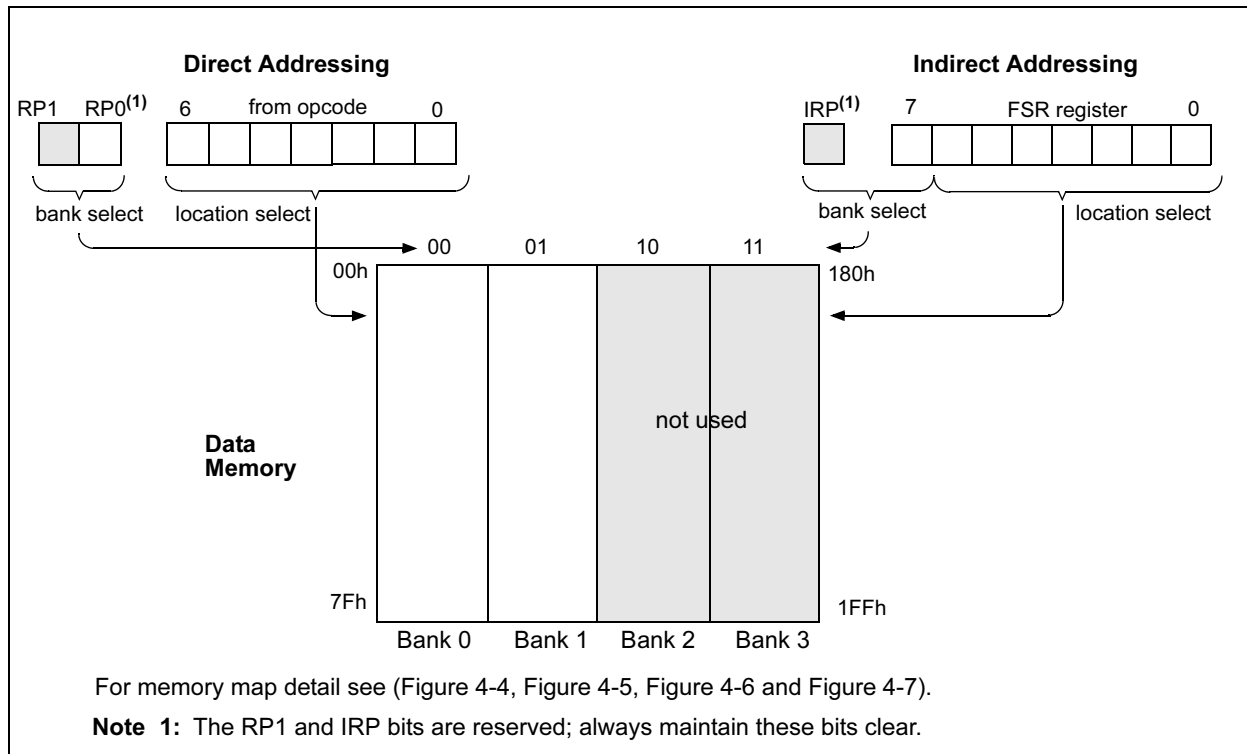 Direct Addressing
Indirect Addressing
RP1 RP0(1) 6 from opcode 0
IRP(1) 7 FSR register 0
bank select location select
bank select location select
00 01 10 11
00h 180h
not used
Data
Memory
7Fh 1FFh
Bank 0 Bank 1 Bank 2 Bank 3
For memory map detail see (Figure 4-4, Figure 4-5, Figure 4-6 and Figure 4-7).
Note 1: The RP1 and IRP bits are reserved; always maintain these bits clear.